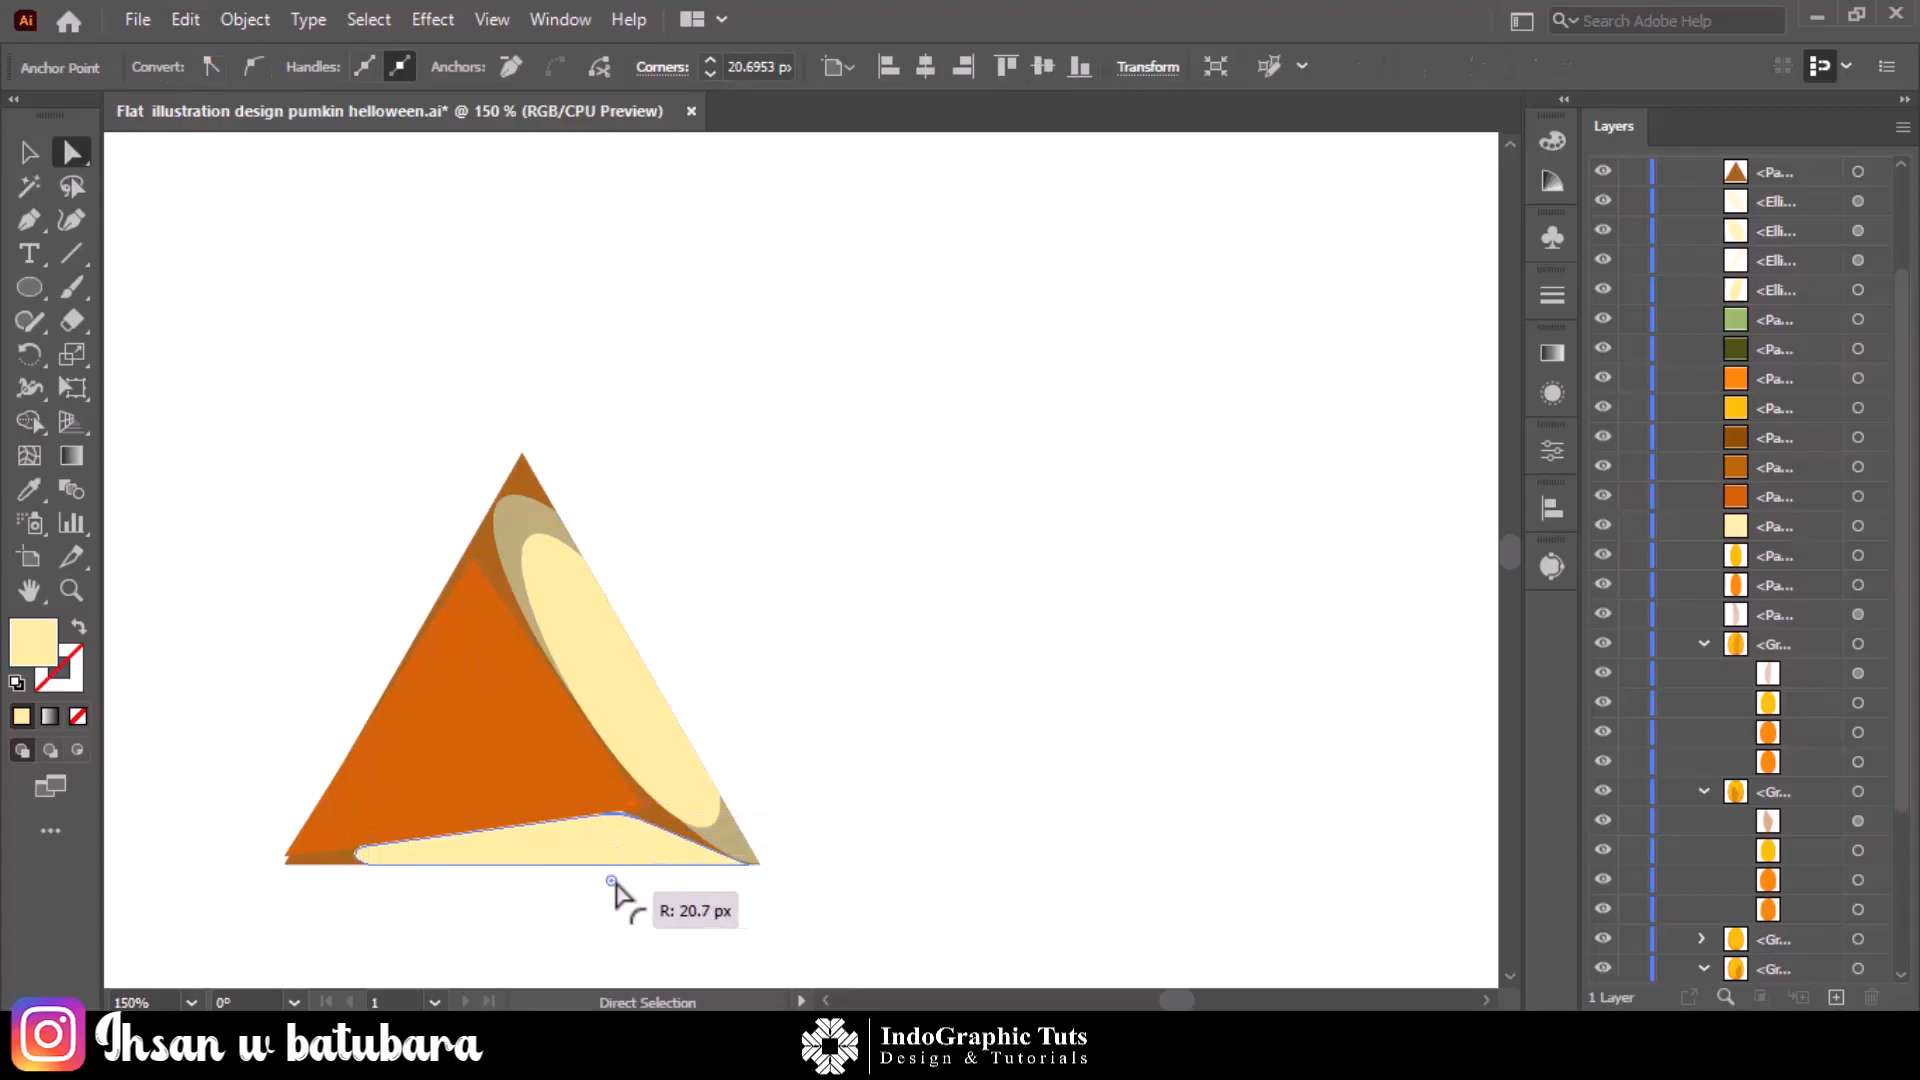 Ai File Edit Object Type Select Effect View Window Help Search Adobe Help
Anchor Point Convert: Handles: Anchors: Corners: 20.6953 px Transform
Flat illustration design pumkin helloween.ai* @ 150 % (RGB/CPU Preview) ×
Layers
<Pa...
<Elli...
<Elli...
<Elli...
<Elli...
<Pa...
<Pa...
<Pa...
<Pa...
<Pa...
<Pa...
<Pa...
<Pa...
<Pa...
<Pa...
<Pa...
<Gr...
<Gr...
<Gr...
<Gr...
R: 20.7 px
150% 0° 1 Direct Selection
1 Layer
Ihsan w batubara
IndoGraphic Tuts
Design & Tutorials